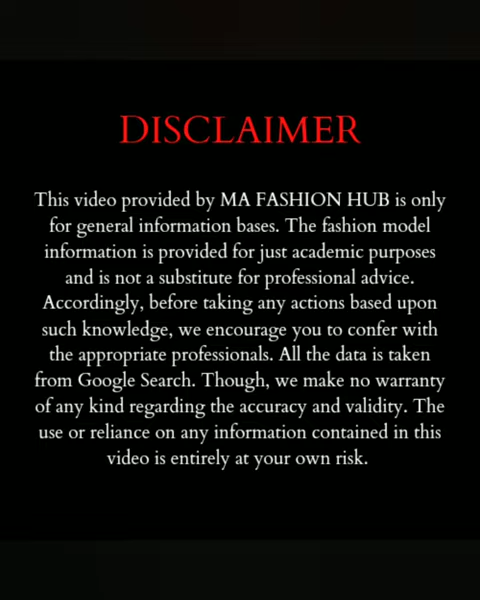 DISCLAIMER
This video provided by MA FASHION HUB is only
for general information bases. The fashion model
information is provided for just academic purposes
and is not a substitute for professional advice.
Accordingly, before taking any actions based upon
such knowledge, we encourage you to confer with
the appropriate professionals. All the data is taken
from Google Search. Though, we make no warranty
of any kind regarding the accuracy and validity. The
use or reliance on any information contained in this
video is entirely at your own risk.